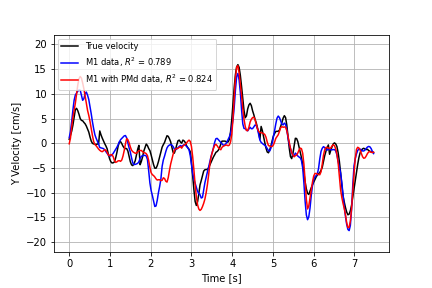 True velocity
M1 data, R² = 0.789
M1 with PMd data, R² = 0.824
Y Velocity [cm/s]
20
15
10
5
0
−5
−10
−15
−20
0 1 2 3 4 5 6 7
Time [s]